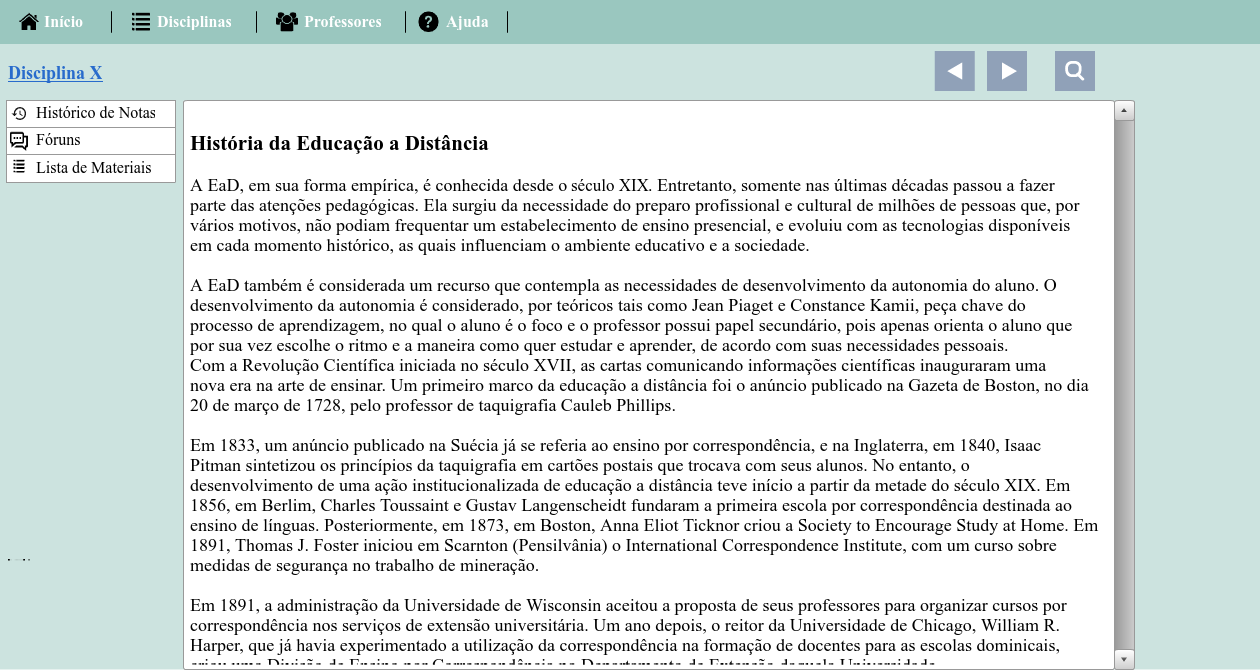 Início
Disciplinas
Professores
Ajuda
Disciplina X
Histórico de Notas
Fóruns
Lista de Materiais
História da Educação a Distância
A EaD, em sua forma empírica, é conhecida desde o século XIX. Entretanto, somente nas últimas décadas passou a fazer
parte das atenções pedagógicas. Ela surgiu da necessidade do preparo profissional e cultural de milhões de pessoas que, por
vários motivos, não podiam frequentar um estabelecimento de ensino presencial, e evoluiu com as tecnologias disponíveis
em cada momento histórico, as quais influenciam o ambiente educativo e a sociedade.
A EaD também é considerada um recurso que contempla as necessidades de desenvolvimento da autonomia do aluno. O
desenvolvimento da autonomia é considerado, por teóricos tais como Jean Piaget e Constance Kamii, peça chave do
processo de aprendizagem, no qual o aluno é o foco e o professor possui papel secundário, pois apenas orienta o aluno que
por sua vez escolhe o ritmo e a maneira como quer estudar e aprender, de acordo com suas necessidades pessoais.
Com a Revolução Científica iniciada no século XVII, as cartas comunicando informações científicas inauguraram uma
nova era na arte de ensinar. Um primeiro marco da educação a distância foi o anúncio publicado na Gazeta de Boston, no dia
20 de março de 1728, pelo professor de taquigrafia Cauleb Phillips.
Em 1833, um anúncio publicado na Suécia já se referia ao ensino por correspondência, e na Inglaterra, em 1840, Isaac
Pitman sintetizou os princípios da taquigrafia em cartões postais que trocava com seus alunos. No entanto, o
desenvolvimento de uma ação institucionalizada de educação a distância teve início a partir da metade do século XIX. Em
1856, em Berlim, Charles Toussaint e Gustav Langenscheidt fundaram a primeira escola por correspondência destinada ao
ensino de línguas. Posteriormente, em 1873, em Boston, Anna Eliot Ticknor criou a Society to Encourage Study at Home. Em
1891, Thomas J. Foster iniciou em Scarnton (Pensilvânia) o International Correspondence Institute, com um curso sobre
medidas de segurança no trabalho de mineração.
Em 1891, a administração da Universidade de Wisconsin aceitou a proposta de seus professores para organizar cursos por
correspondência nos serviços de extensão universitária. Um ano depois, o reitor da Universidade de Chicago, William R.
Harper, que já havia experimentado a utilização da correspondência na formação de docentes para as escolas dominicais,
criou uma Divisão de Ensino por Correspondência no Departamento de Extensão daquela Universidade.